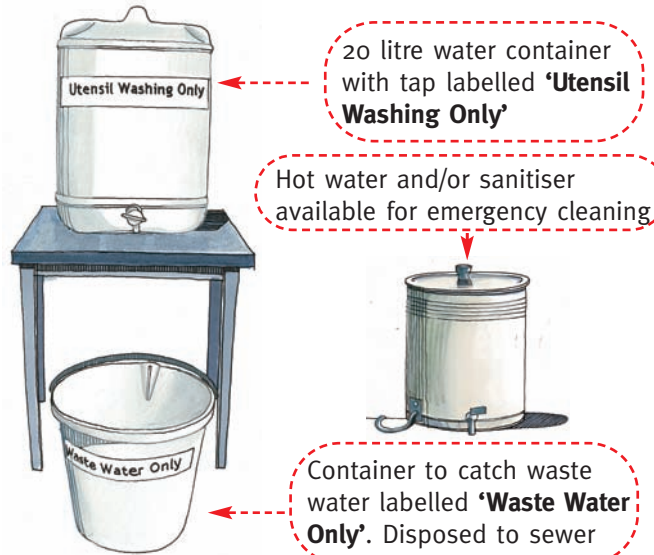 Utensil Washing Only
20 litre water container
with tap labelled ‘Utensil
Washing Only’
Hot water and/or sanitiser
available for emergency cleaning
Waste Water Only
Container to catch waste
water labelled ‘Waste Water
Only’. Disposed to sewer